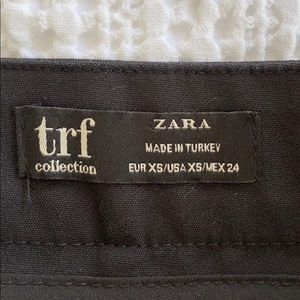 trf
collection
ZARA
MADE IN TURKEY
EUR XS/USA XS/MEX 24